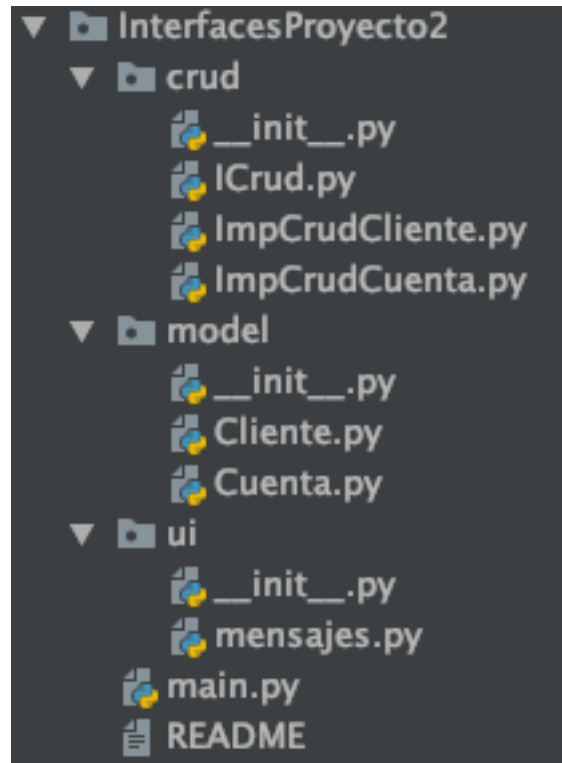 InterfacesProyecto2
crud
__init__.py
ICrud.py
ImpCrudCliente.py
ImpCrudCuenta.py
model
__init__.py
Cliente.py
Cuenta.py
ui
__init__.py
mensajes.py
main.py
README